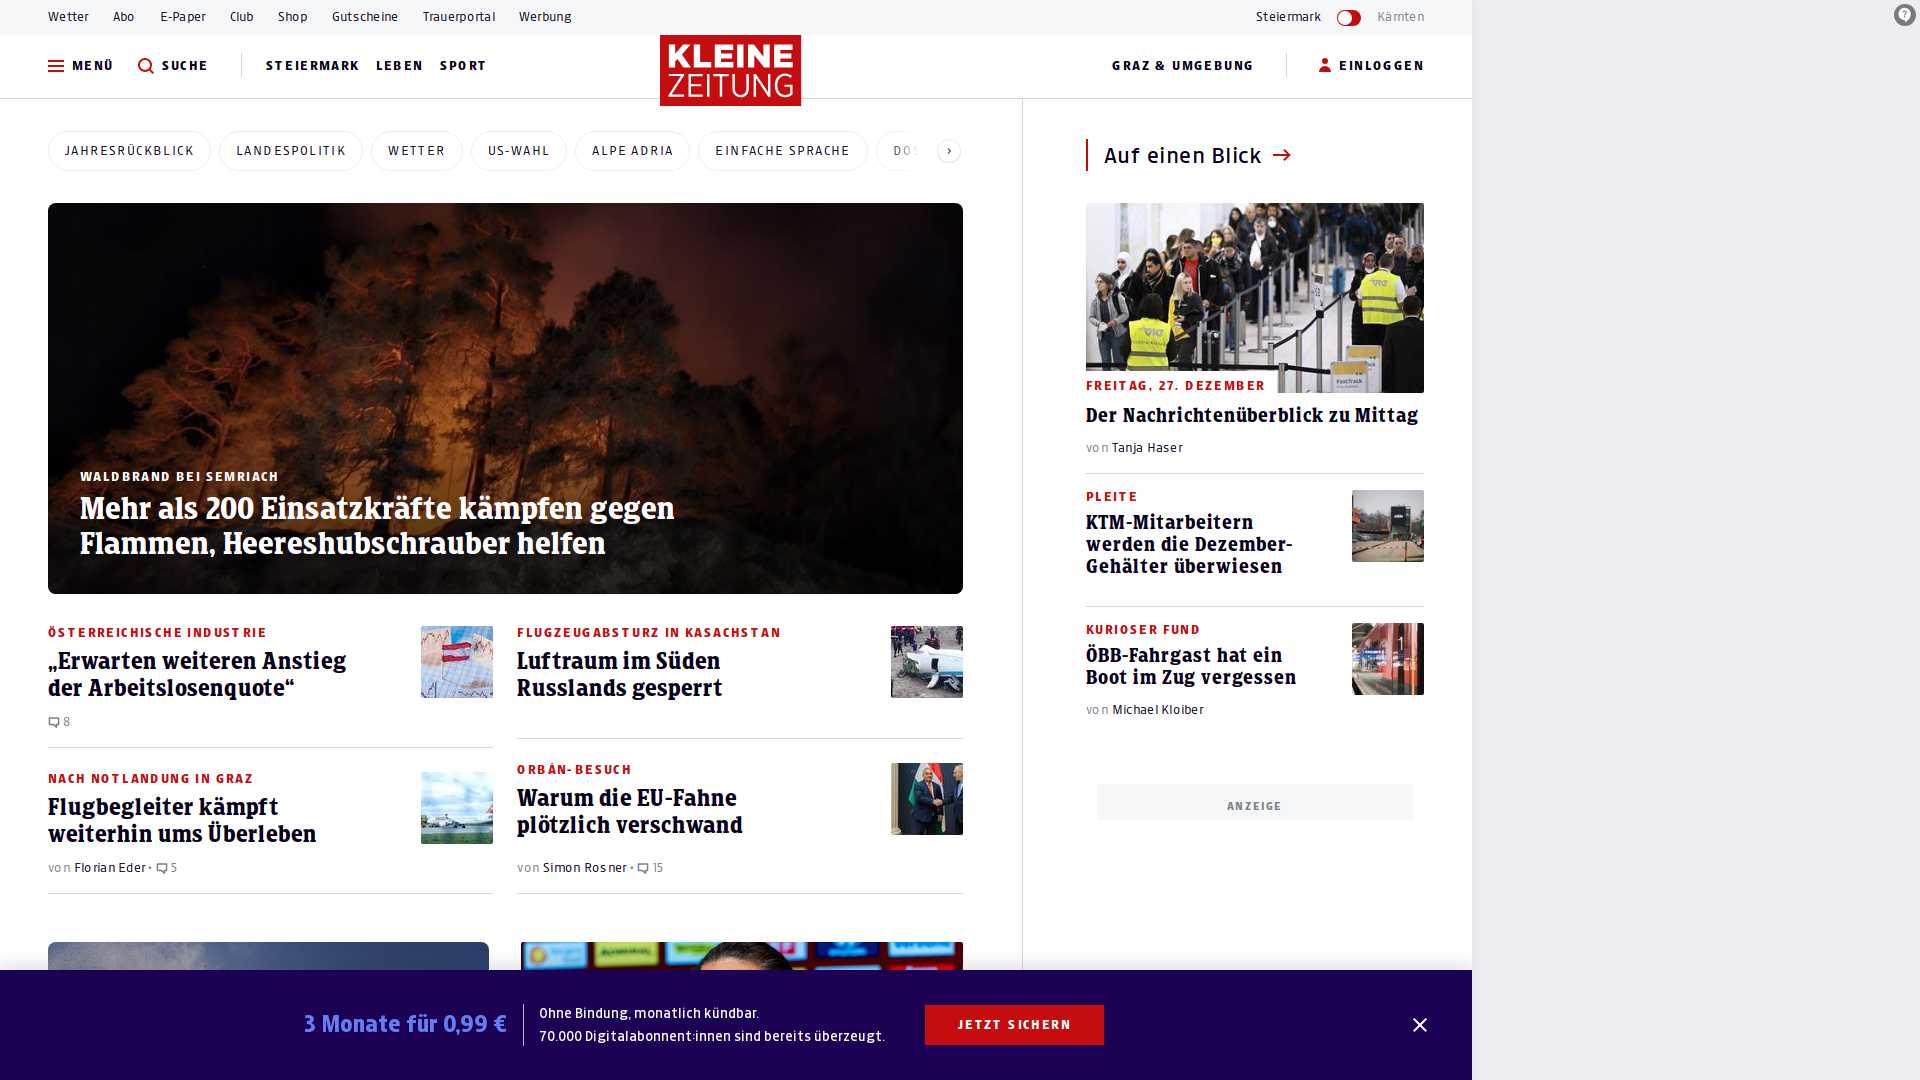 Wetter Abo E-Paper Club Shop Gutscheine Trauerportal Werbung Steiermark Kärnten
MENÜ SUCHE STEIERMARK LEBEN SPORT KLEINE ZEITUNG GRAZ & UMGEBUNG EINLOGGEN
JAHRESRÜCKBLICK LANDESPOLITIK WETTER US-WAHL ALPE ADRIA EINFACHE SPRACHE
WALDBRAND BEI SEMRIACH
Mehr als 200 Einsatzkräfte kämpfen gegen
Flammen, Heereshubschrauber helfen
ÖSTERREICHISCHE INDUSTRIE
„Erwarten weiteren Anstieg
der Arbeitslosenquote“
8
FLUGZEUGABSTURZ IN KASACHSTAN
Luftraum im Süden
Russlands gesperrt
NACH NOTLANDUNG IN GRAZ
Flugbegleiter kämpft
weiterhin ums Überleben
von Florian Eder • 5
ORBÁN-BESUCH
Warum die EU-Fahne
plötzlich verschwand
von Simon Rosner • 15
Auf einen Blick →
FREITAG, 27. DEZEMBER
Der Nachrichtenüberblick zu Mittag
von Tanja Haser
PLEITE
KTM-Mitarbeitern
werden die Dezember-
Gehälter überwiesen
KURIOSER FUND
ÖBB-Fahrgast hat ein
Boot im Zug vergessen
von Michael Kloiber
ANZEIGE
3 Monate für 0,99 €
Ohne Bindung, monatlich kündbar.
70.000 Digitalabonnent:innen sind bereits überzeugt.
JETZT SICHERN